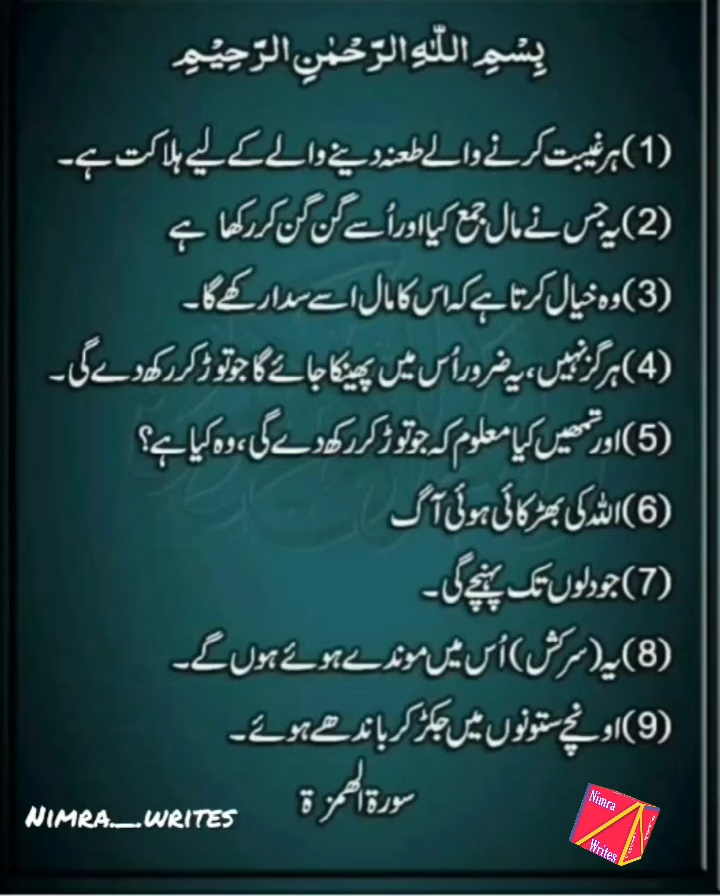 بِسْمِ اللّٰهِ الرَّحْمٰنِ الرَّحِیْمِ
(1) ہر غیبت کرنے والے طعنہ دینے والے کے لیے ہلاکت ہے۔
(2) یہ جس نے مال جمع کیا اور اُسے گن گن کر رکھا ہے
(3) وہ خیال کرتا ہے کہ اس کا مال اسے سدا رکھے گا۔
(4) ہرگز نہیں، یہ ضرور اُس میں پھینکا جائے گا جو توڑ کر رکھ دے گی۔
(5) اور تمھیں کیا معلوم کہ جو توڑ کر رکھ دے گی، وہ کیا ہے؟
(6) اللہ کی بھڑکائی ہوئی آگ
(7) جو دلوں تک پہنچے گی۔
(8) یہ (سرکش) اُس میں موندے ہوئے ہوں گے۔
(9) اونچے ستونوں میں جکڑ کر باندھے ہوئے۔
سورة الھمزة
NIMRA._.WRITES
Nimra
Writes